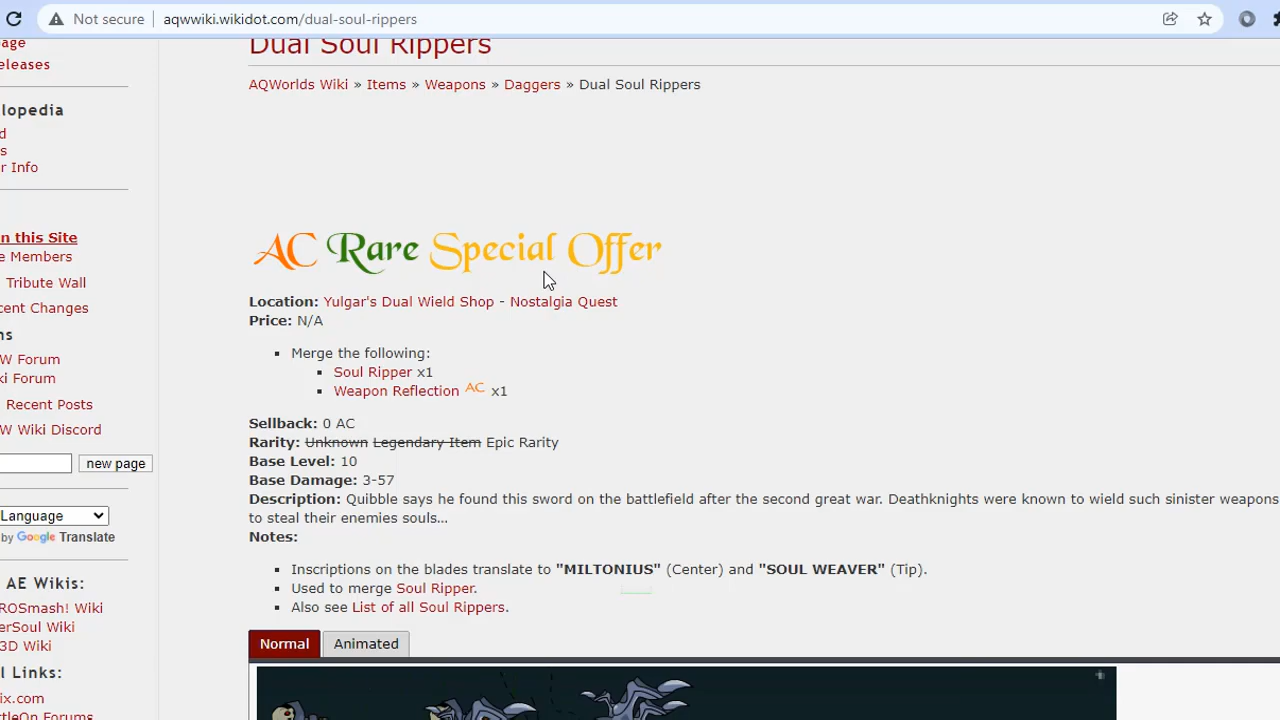 Not secure | aqwwiki.wikidot.com/dual-soul-rippers
Dual Soul Rippers
AQWorlds Wiki » Items » Weapons » Daggers » Dual Soul Rippers
AC Rare Special Offer
Location: Yulgar's Dual Wield Shop - Nostalgia Quest
Price: N/A
Merge the following:
Soul Ripper x1
Weapon Reflection AC x1
Sellback: 0 AC
Rarity: Unknown Legendary Item Epic Rarity
Base Level: 10
Base Damage: 3-57
Description: Quibble says he found this sword on the battlefield after the second great war. Deathknights were known to wield such sinister weapons
to steal their enemies souls...
Notes:
Inscriptions on the blades translate to "MILTONIUS" (Center) and "SOUL WEAVER" (Tip).
Used to merge Soul Ripper.
Also see List of all Soul Rippers.
Normal Animated
age
eleases
lopedia
d
s
r Info
n this Site
e Members
Tribute Wall
cent Changes
ns
W Forum
ki Forum
Recent Posts
W Wiki Discord
new page
Language
by Google Translate
AE Wikis:
ROSmash! Wiki
erSoul Wiki
3D Wiki
l Links:
ix.com
ttleOn Forums